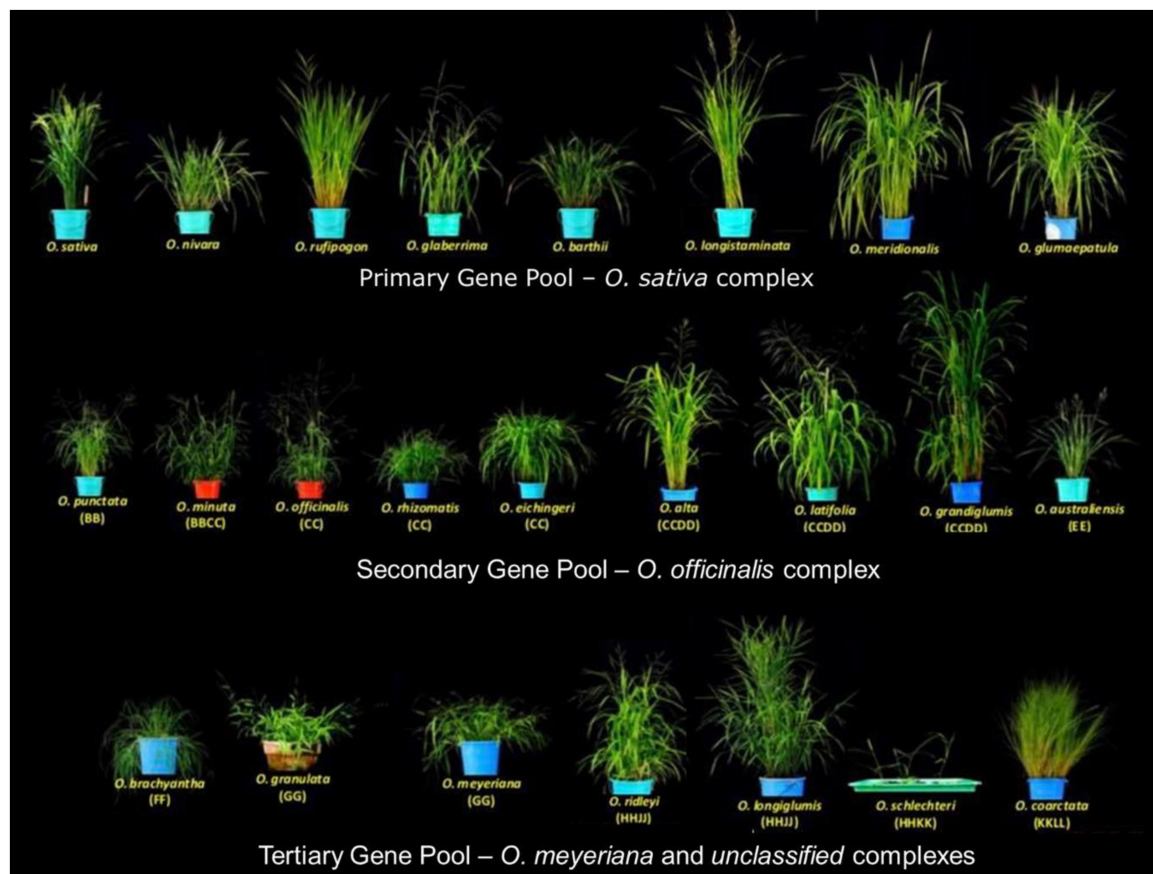 O. sativa
O. nivara
O. rufipogon
O. glaberrima
O. barthii
O. longistaminata
O. meridionalis
O. glumaepatula
Primary Gene Pool – O. sativa complex
O. punctata
(BB)
O. minuta
(BBCC)
O. officinalis
(CC)
O. rhizomatis
(CC)
O. eichingeri
(CC)
O. alta
(CCDD)
O. latifolia
(CCDD)
O. grandiglumis
(CCDD)
O. australiensis
(EE)
Secondary Gene Pool – O. officinalis complex
O. brachyantha
(FF)
O. granulata
(GG)
O. meyeriana
(GG)
O. ridleyi
(HHJJ)
O. longiglumis
(HHJJ)
O. schlechteri
(HHKK)
O. coarctata
(KKLL)
Tertiary Gene Pool – O. meyeriana and unclassified complexes